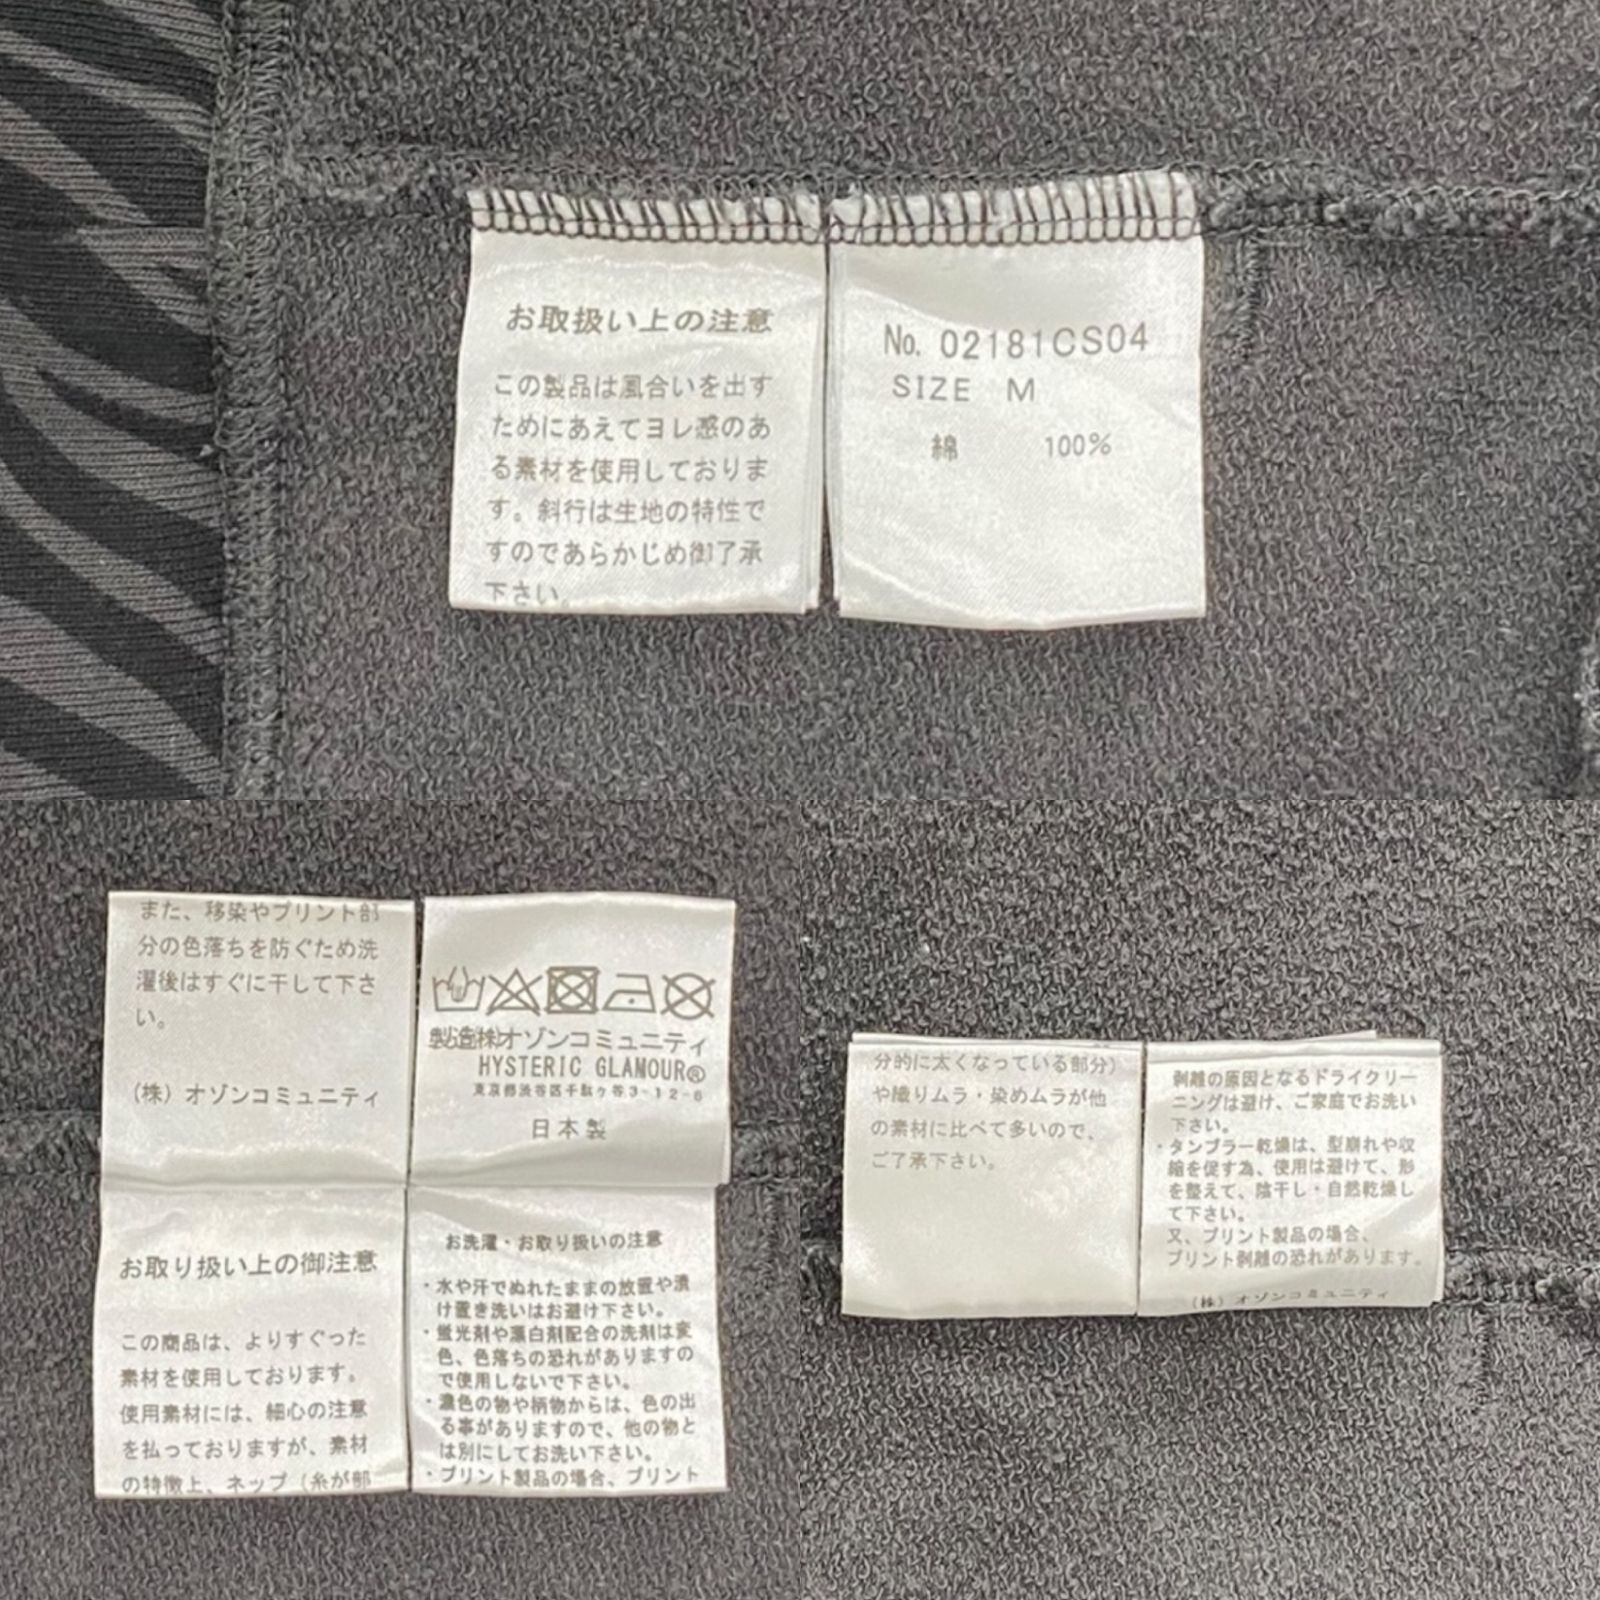 お取扱い上の注意
この製品は風合いを出す
ためにあえてヨレ感のあ
る素材を使用しておりま
す。斜行は生地の特性で
すのであらかじめ御了承
下さい。
No. 02181CS04
SIZE M
綿 100%
また、移染やプリント部
分の色落ちを防ぐため洗
濯後はすぐに干して下さ
い。
(株) オゾンコミュニティ
お取り扱い上の御注意
この商品は、よりすぐった
素材を使用しております。
使用素材には、細心の注意
を払っておりますが、素材
の特徴上、ネップ (糸が部
製造㈱オゾンコミュニティ
HYSTERIC GLAMOUR®
東京都渋谷区千駄ヶ谷3-12-6
日本製
お洗濯・お取り扱いの注意
・水や汗でぬれたままの放置や漬
け置き洗いはお避け下さい。
・蛍光剤や漂白剤配合の洗剤は変
色、色落ちの恐れがありますの
で使用しないで下さい。
・濃色の物や柄物からは、色の出
る事がありますので、他の物と
は別にしてお洗い下さい。
・プリント製品の場合、プリント
分的に太くなっている部分)
や織りムラ・染めムラが他
の素材に比べて多いので、
ご了承下さい。
剥離の原因となるドライクリー
ニングは避け、ご家庭でお洗い
下さい。
・タンブラー乾燥は、型崩れや収
縮を促す為、使用は避けて、形
を整えて、陰干し・自然乾燥し
て下さい。
又、プリント製品の場合、
プリント剥離の恐れがあります。
(株) オゾンコミュニティ